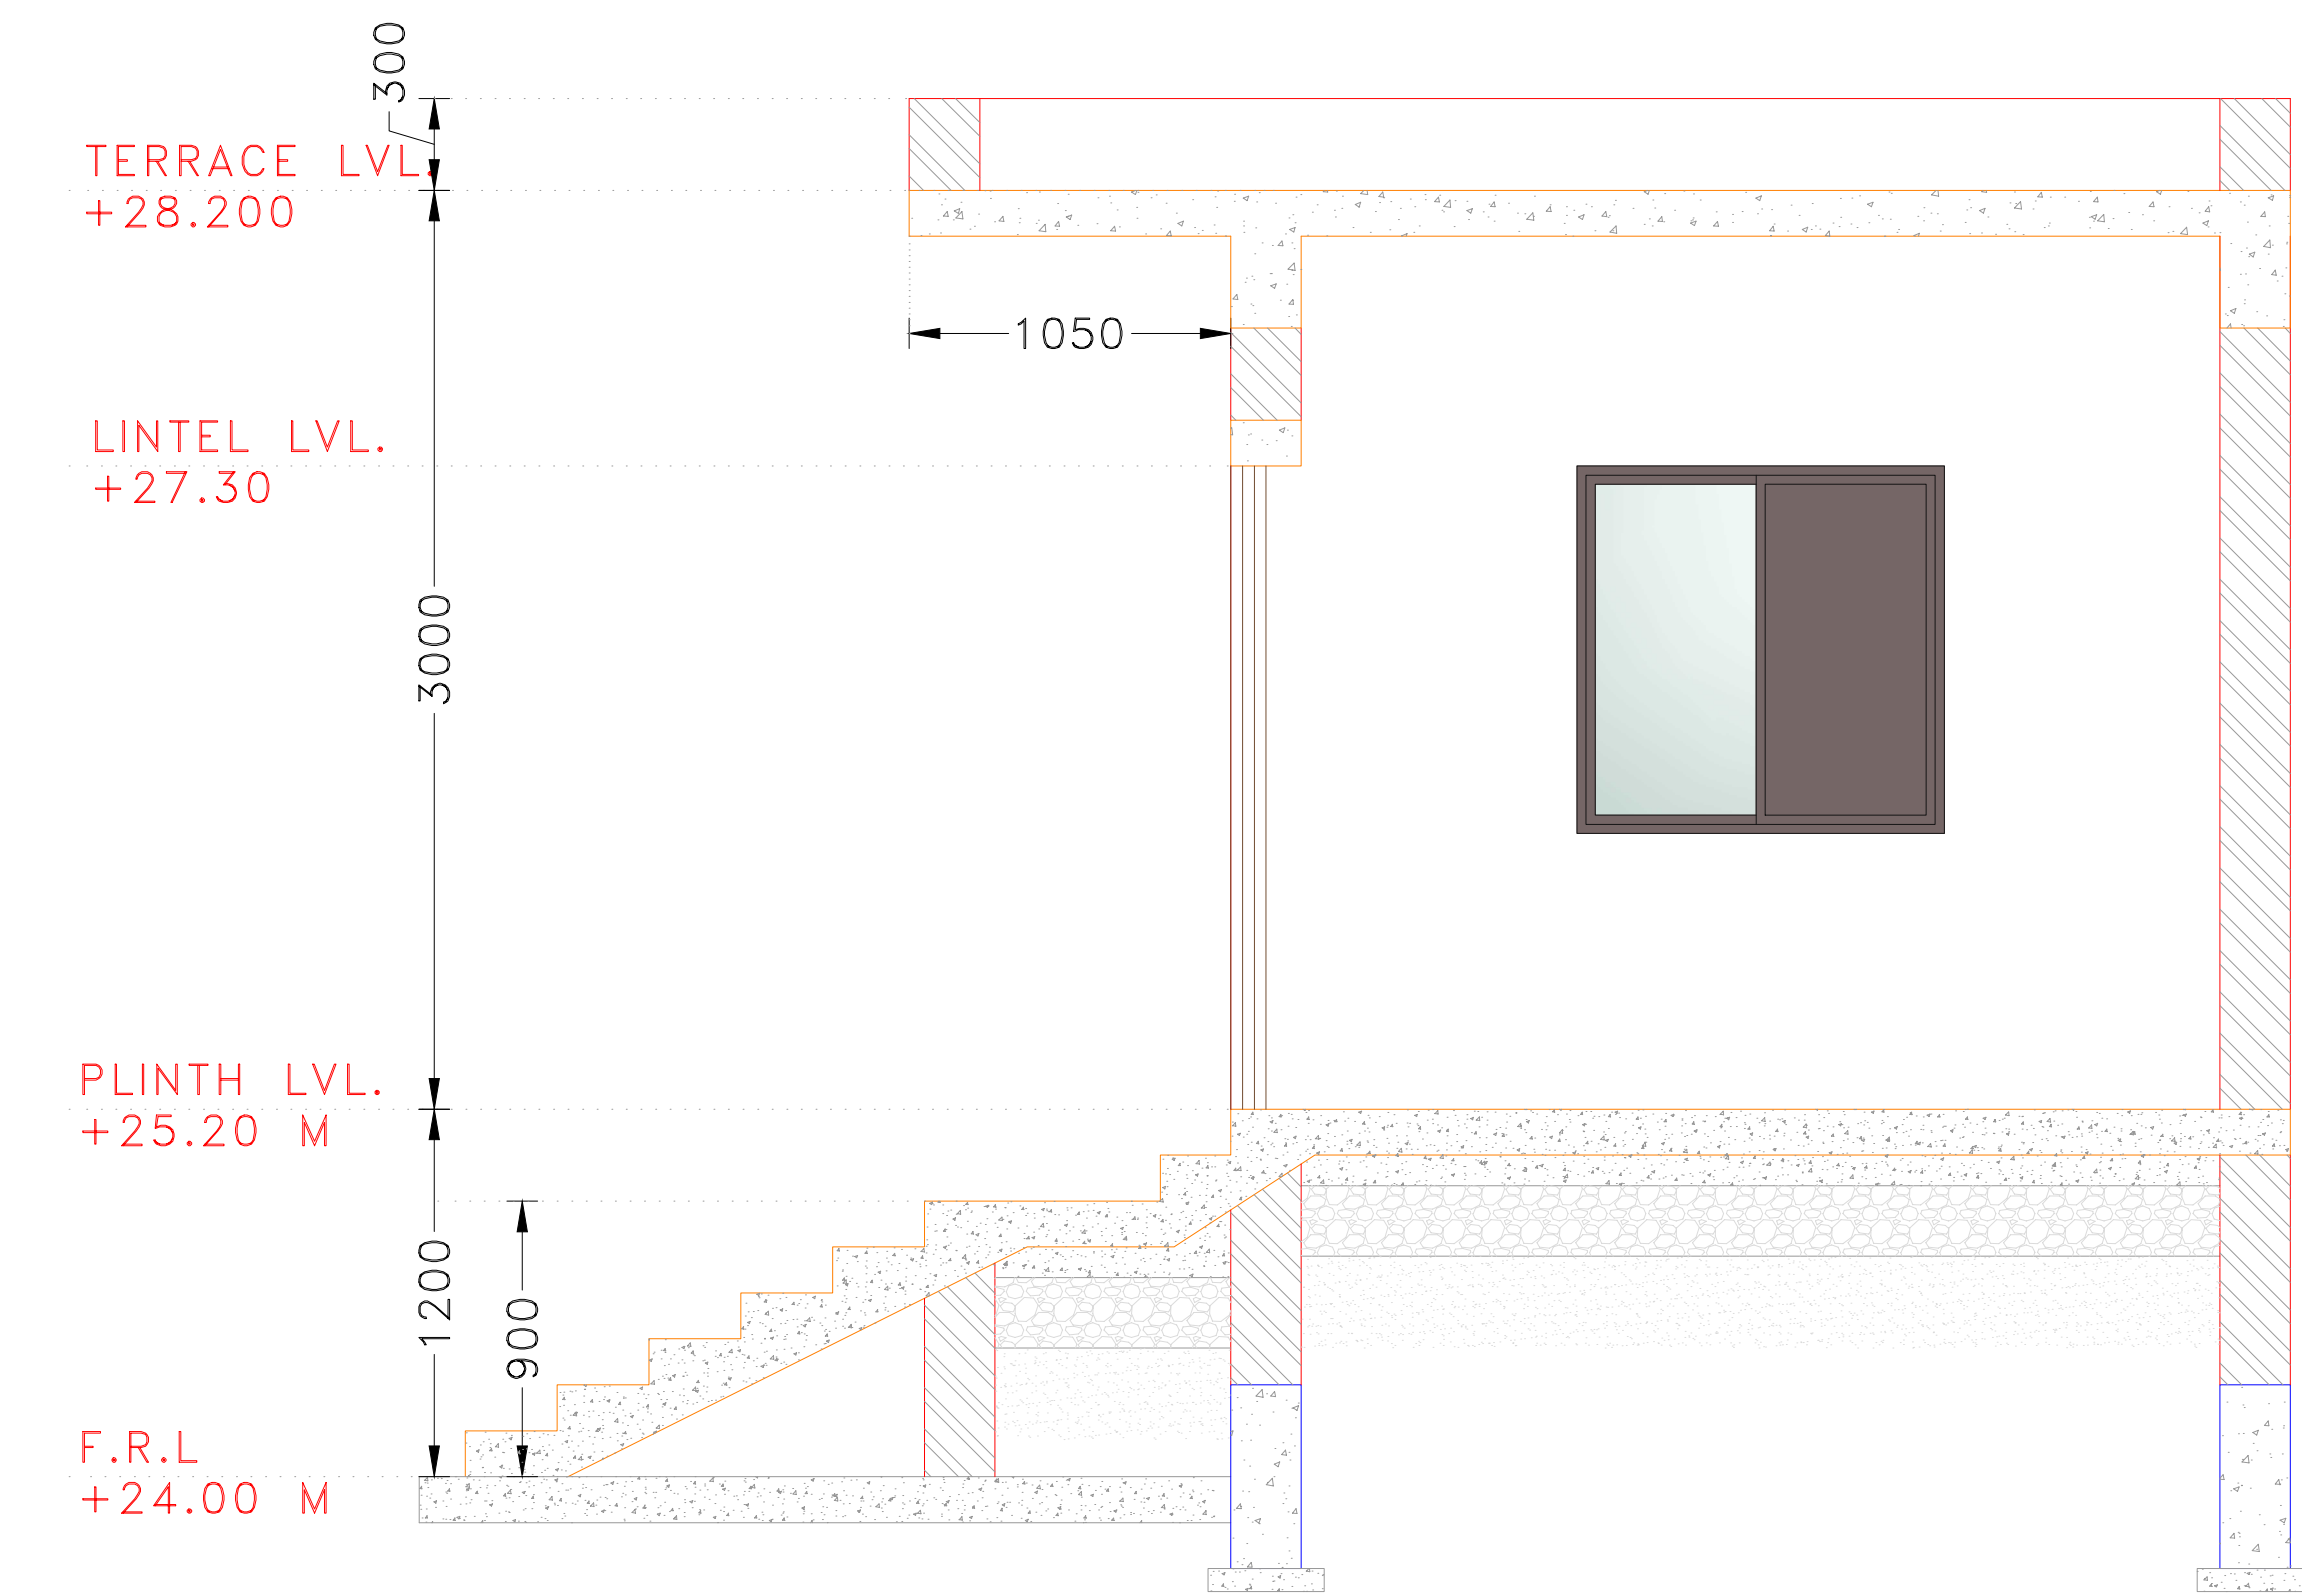 300
TERRACE LVL.
+28.200
1050
LINTEL LVL.
+27.30
3000
PLINTH LVL.
+25.20 M
1200
900
F.R.L
+24.00 M